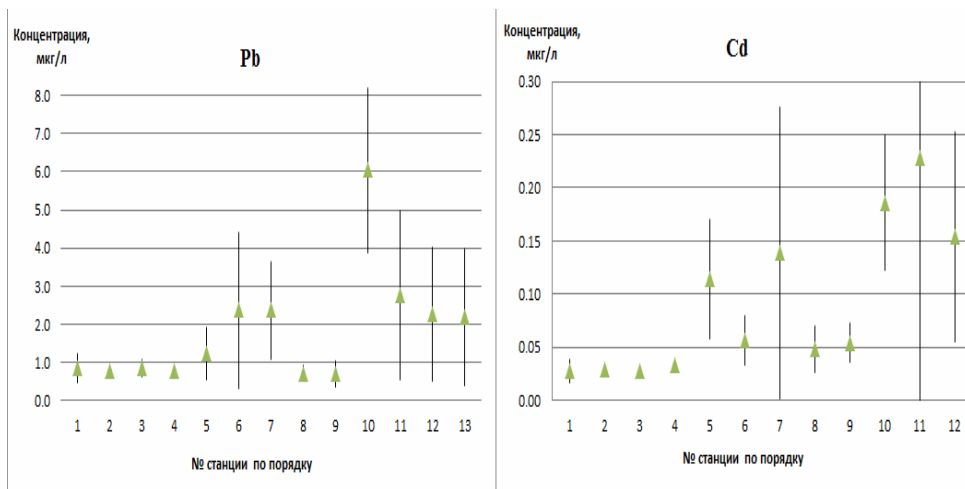 Концентрация,
мкг/л
Pb
8.0
7.0
6.0
5.0
4.0
3.0
2.0
1.0
0.0
1 2 3 4 5 6 7 8 9 10 11 12 13
№ станции по порядку
Концентрация,
мкг/л
Cd
0.30
0.25
0.20
0.15
0.10
0.05
0.00
1 2 3 4 5 6 7 8 9 10 11 12
№ станции по порядку